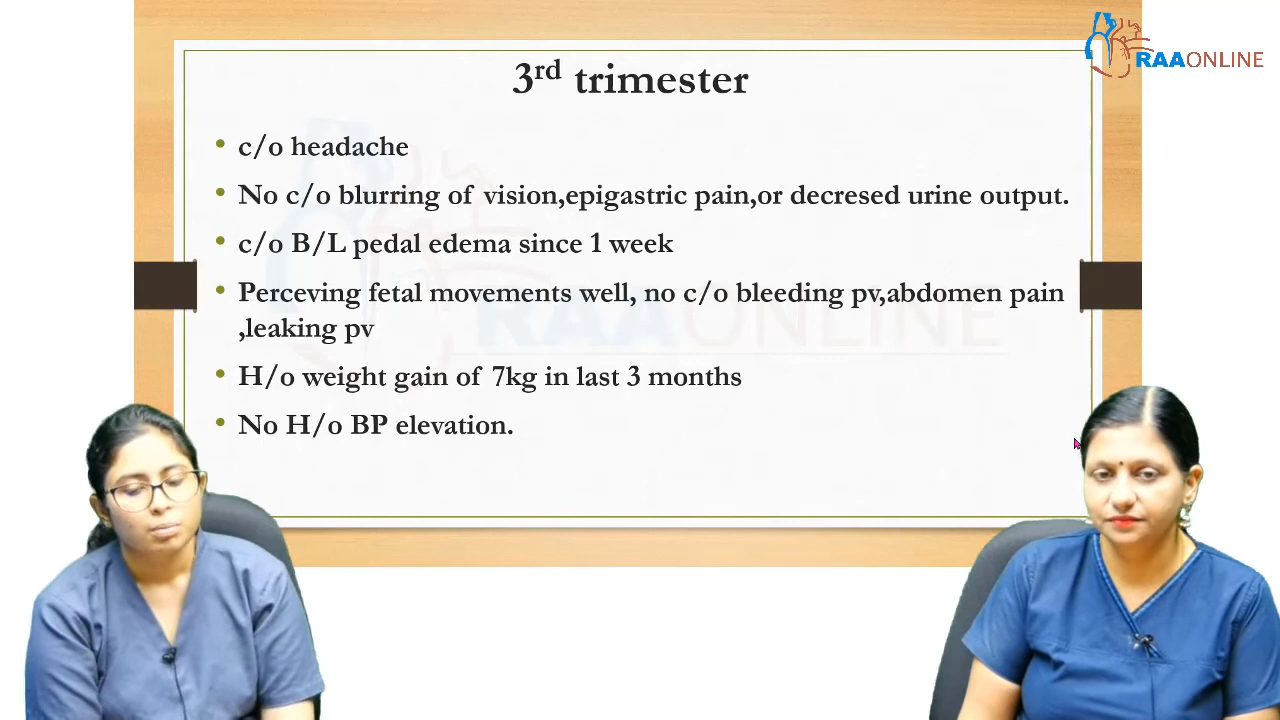 RAAONLINE
3rd trimester
• c/o headache
• No c/o blurring of vision,epigastric pain,or decresed urine output.
• c/o B/L pedal edema since 1 week
• Perceving fetal movements well, no c/o bleeding pv,abdomen pain
,leaking pv
• H/o weight gain of 7kg in last 3 months
• No H/o BP elevation.
RAAONLINE